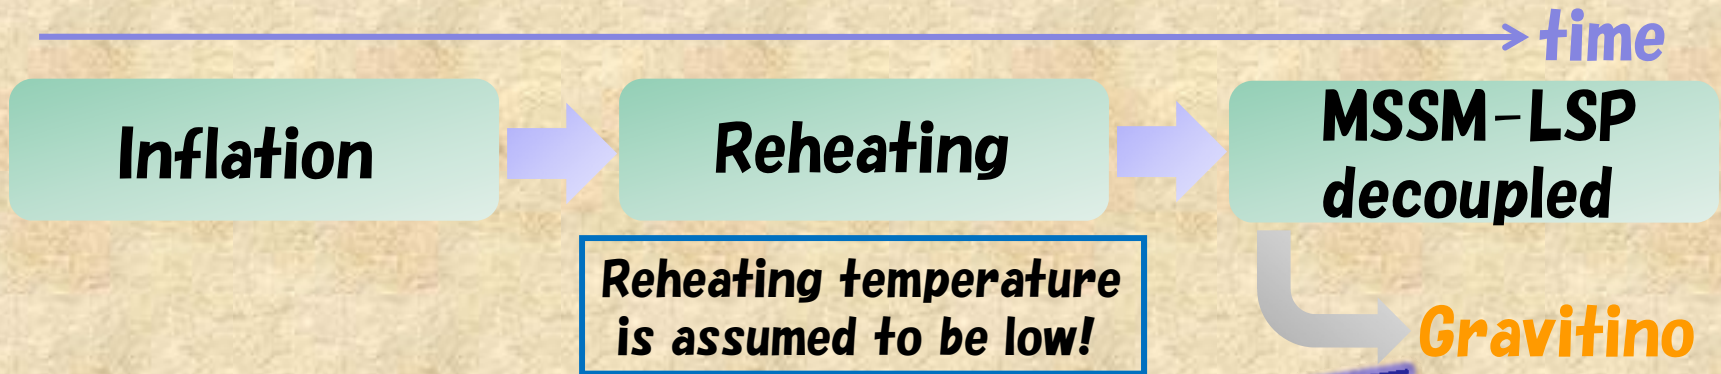 time
Inflation
Reheating
MSSM-LSP
decoupled
Reheating temperature
is assumed to be low!
Gravitino